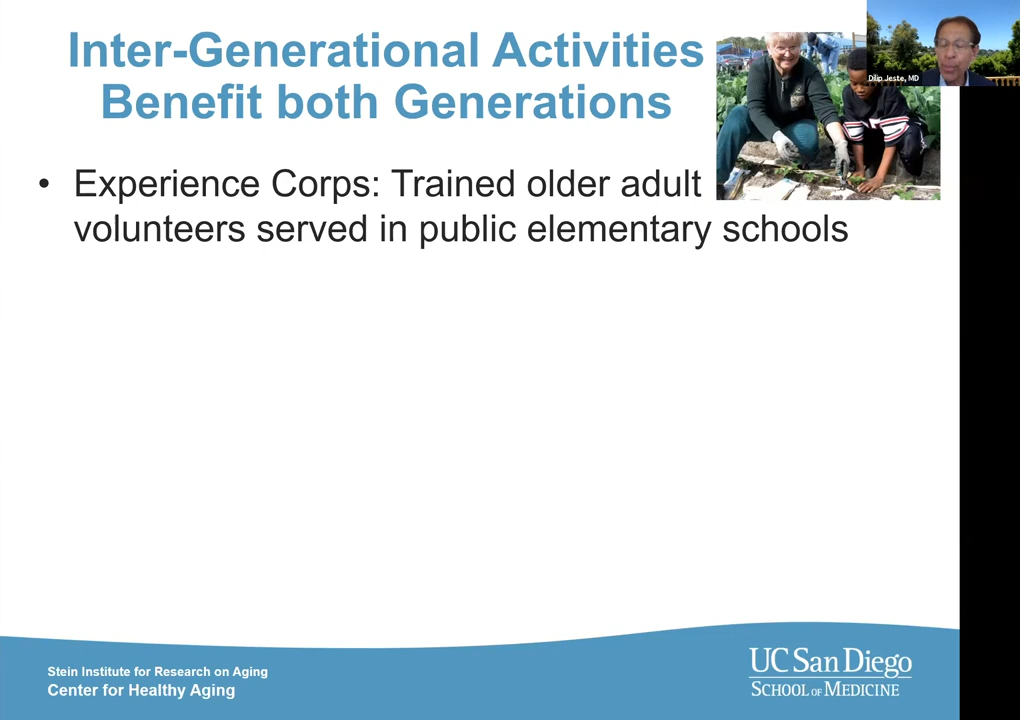 Inter-Generational Activities
Benefit both Generations
Dilip Jeste, MD
• Experience Corps: Trained older adult
volunteers served in public elementary schools
Stein Institute for Research on Aging
Center for Healthy Aging
UC San Diego
SCHOOL OF MEDICINE